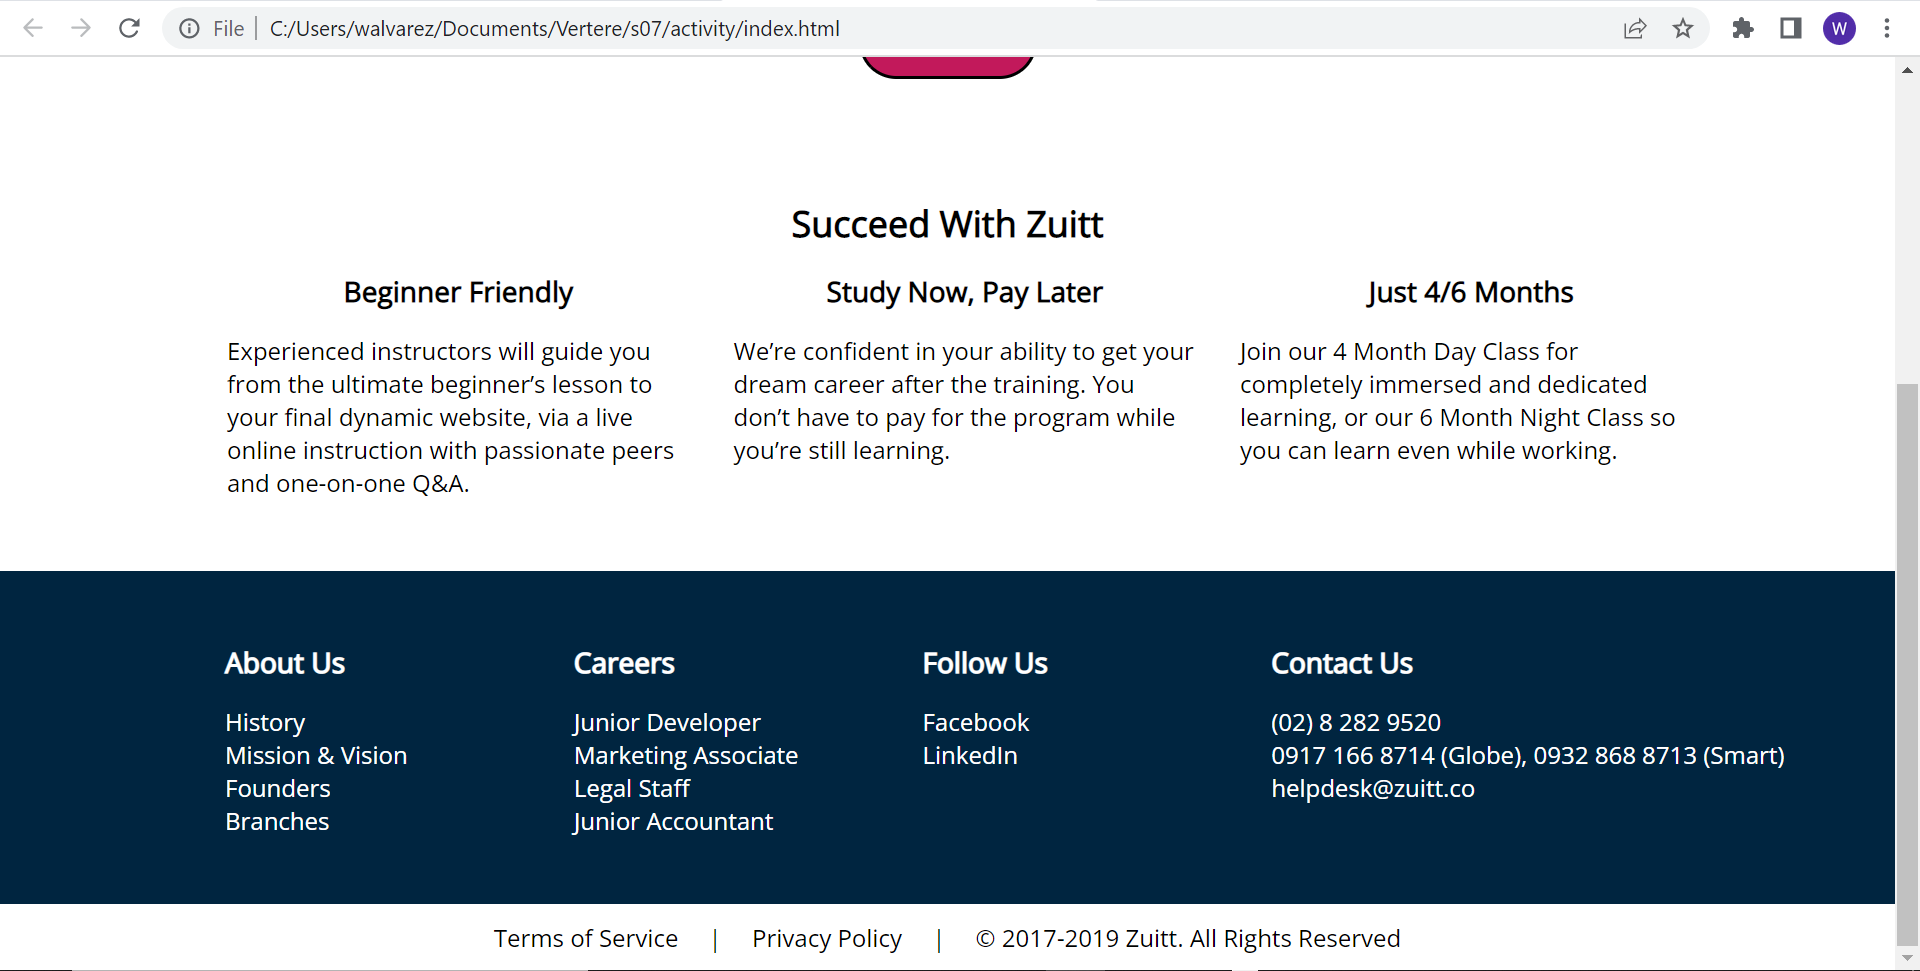 File
C:/Users/walvarez/Documents/Vertere/s07/activity/index.html
W
Succeed With Zuitt
Beginner Friendly
Experienced instructors will guide you
from the ultimate beginner’s lesson to
your final dynamic website, via a live
online instruction with passionate peers
and one-on-one Q&A.
Study Now, Pay Later
We’re confident in your ability to get your
dream career after the training. You
don’t have to pay for the program while
you’re still learning.
Just 4/6 Months
Join our 4 Month Day Class for
completely immersed and dedicated
learning, or our 6 Month Night Class so
you can learn even while working.
About Us
History
Mission & Vision
Founders
Branches
Careers
Junior Developer
Marketing Associate
Legal Staff
Junior Accountant
Follow Us
Facebook
LinkedIn
Contact Us
(02) 8 282 9520
0917 166 8714 (Globe), 0932 868 8713 (Smart)
helpdesk@zuitt.co
Terms of Service | Privacy Policy | © 2017-2019 Zuitt. All Rights Reserved